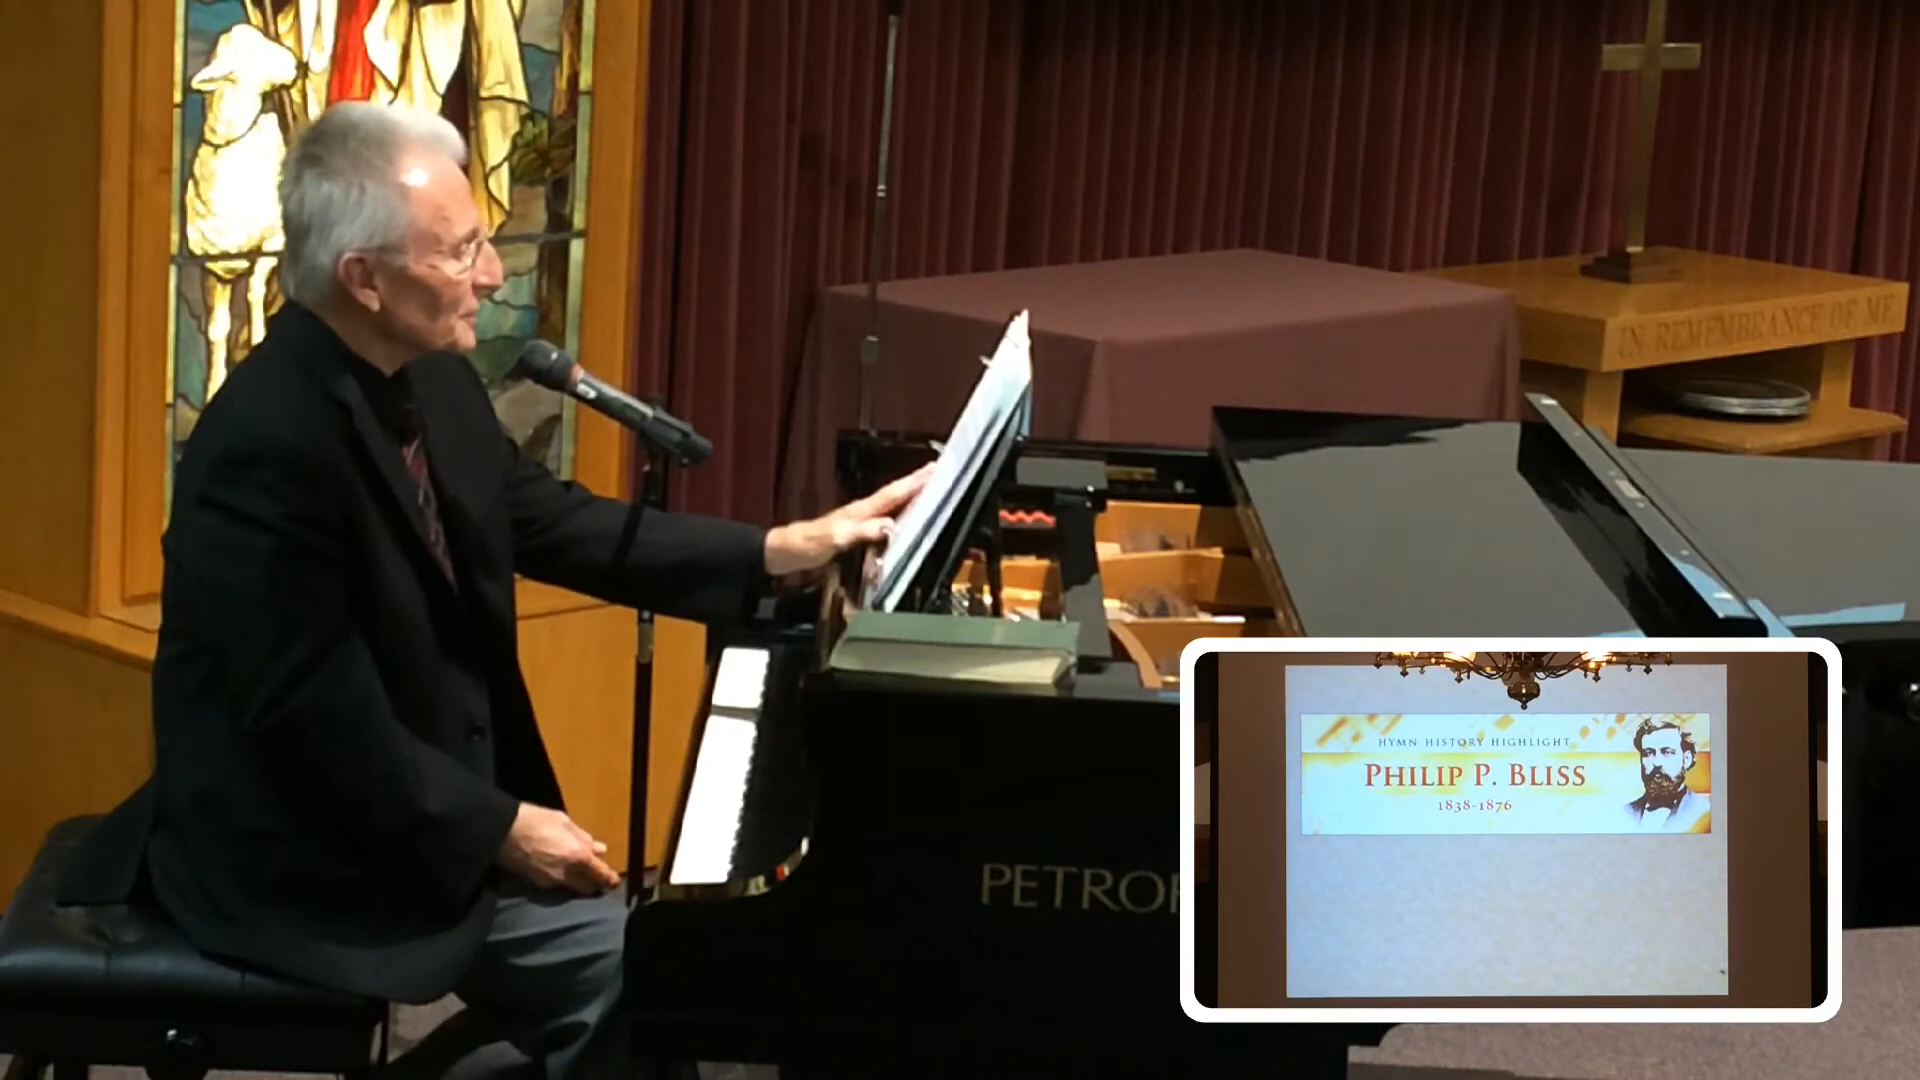 IN REMEMBRANCE OF ME
PETROF
HYMN HISTORY HIGHLIGHT
PHILIP P. BLISS
1838-1876